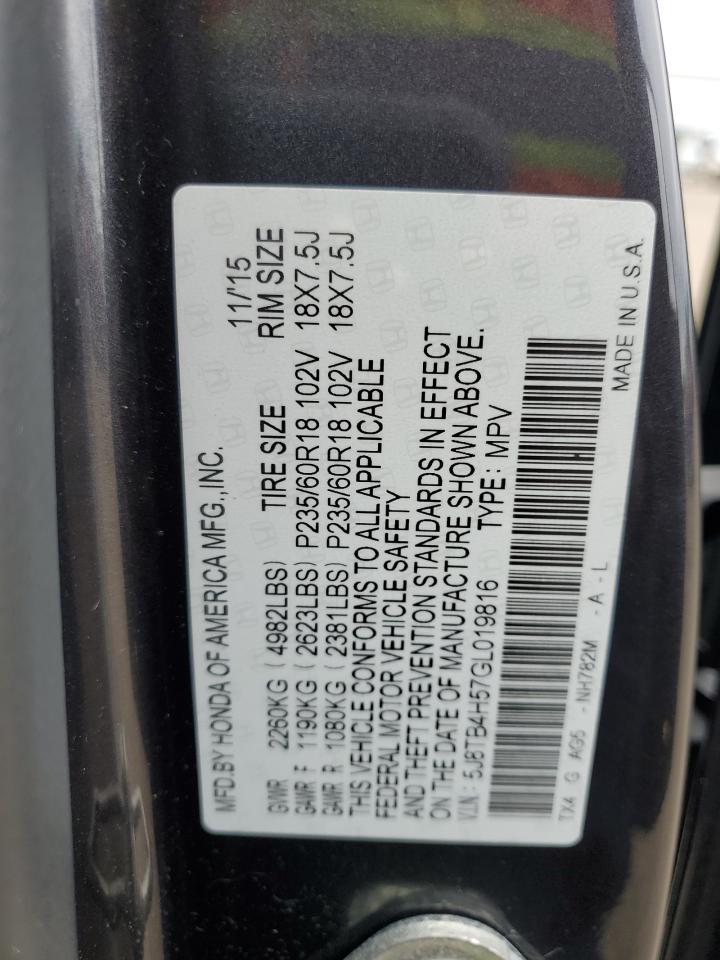 MFD.BY HONDA OF AMERICA MFG.,INC. 11/'15
GVWR 2260KG ( 4982LBS) TIRE SIZE RIM SIZE
GAWR F 1190KG ( 2623LBS) P235/60R18 102V 18X7.5J
GAWR R 1080KG ( 2381LBS) P235/60R18 102V 18X7.5J
THIS VEHICLE CONFORMS TO ALL APPLICABLE
FEDERAL MOTOR VEHICLE SAFETY
AND THEFT PREVENTION STANDARDS IN EFFECT
ON THE DATE OF MANUFACTURE SHOWN ABOVE.
V.I.N.: 5J8TB4H57GL019816 TYPE: MPV
TX4 G AG5 - NH782M - A - L MADE IN U.S.A.